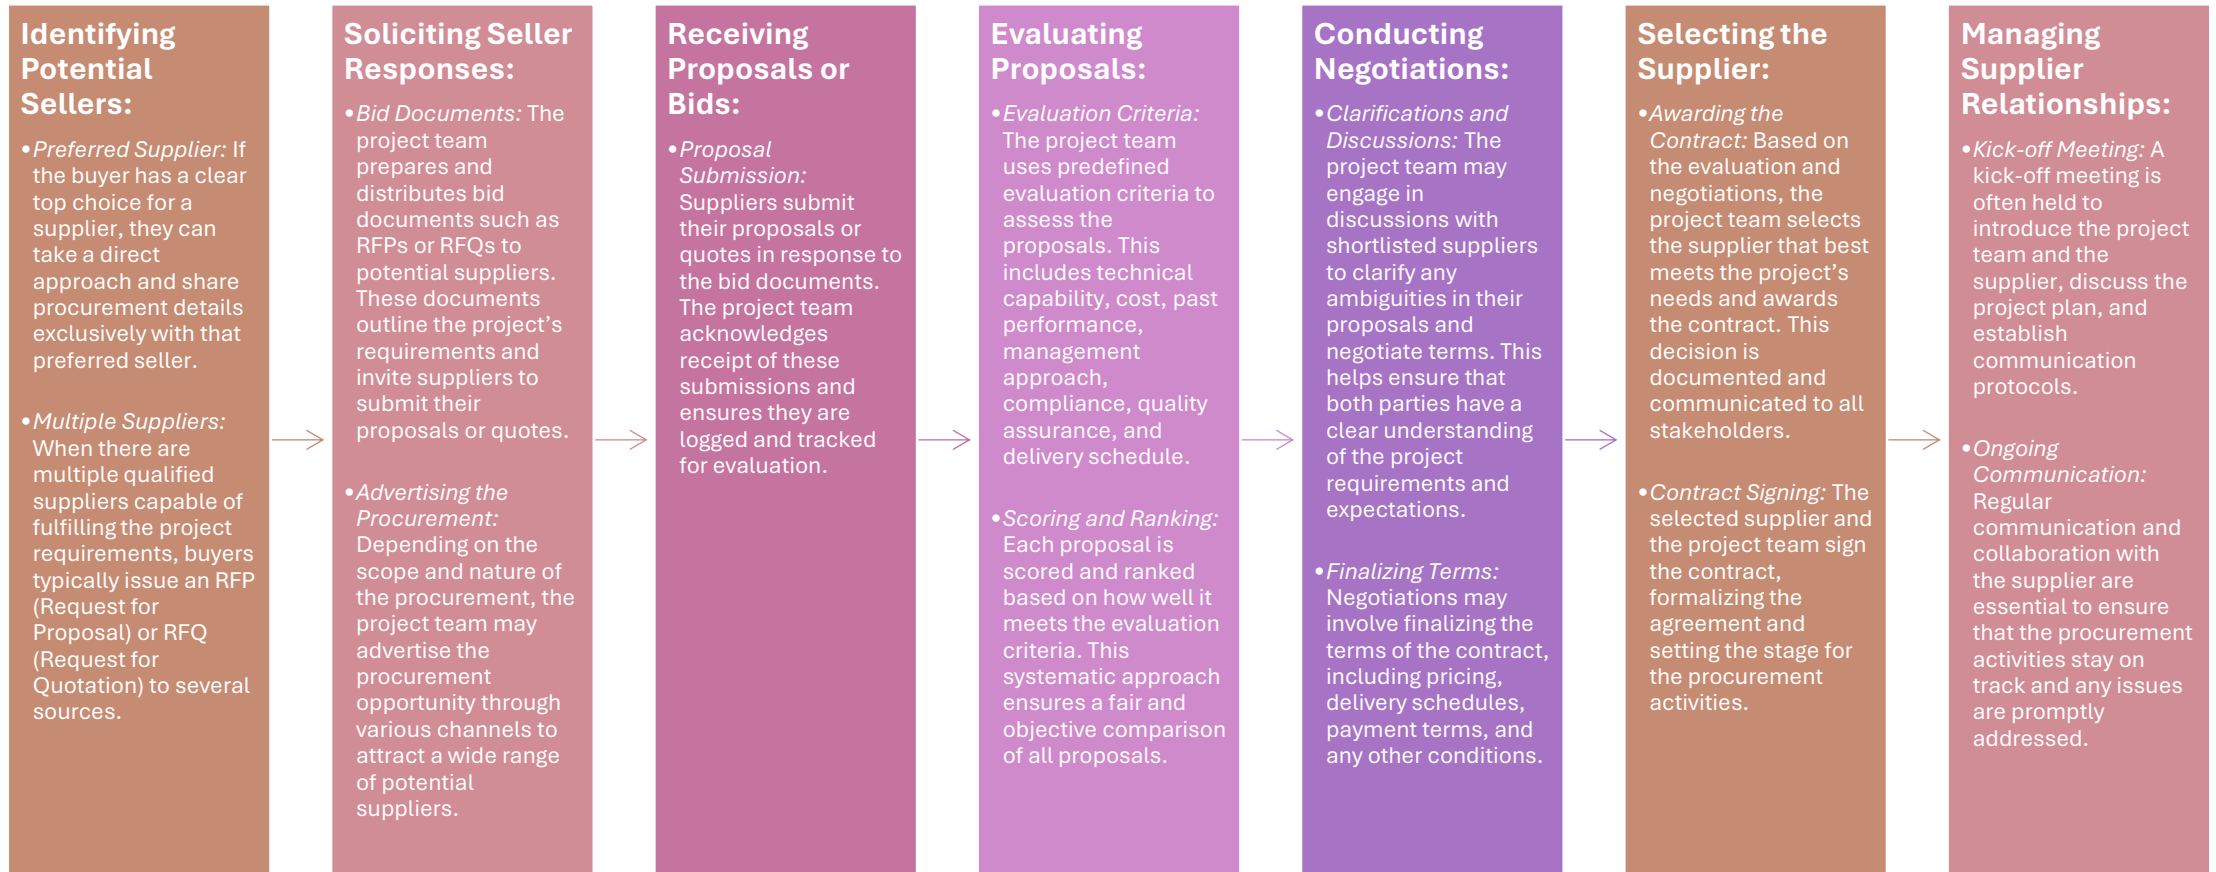 Identifying
Potential
Sellers:
•Preferred Supplier: If
the buyer has a clear
top choice for a
supplier, they can
take a direct
approach and share
procurement details
exclusively with that
preferred seller.
•Multiple Suppliers:
When there are
multiple qualified
suppliers capable of
fulfilling the project
requirements, buyers
typically issue an RFP
(Request for
Proposal) or RFQ
(Request for
Quotation) to several
sources.
Soliciting Seller
Responses:
•Bid Documents: The
project team
prepares and
distributes bid
documents such as
RFPs or RFQs to
potential suppliers.
These documents
outline the project’s
requirements and
invite suppliers to
submit their
proposals or quotes.
•Advertising the
Procurement:
Depending on the
scope and nature of
the procurement, the
project team may
advertise the
procurement
opportunity through
various channels to
attract a wide range
of potential
suppliers.
Receiving
Proposals or
Bids:
•Proposal
Submission:
Suppliers submit
their proposals or
quotes in response to
the bid documents.
The project team
acknowledges
receipt of these
submissions and
ensures they are
logged and tracked
for evaluation.
Evaluating
Proposals:
•Evaluation Criteria:
The project team
uses predefined
evaluation criteria to
assess the
proposals. This
includes technical
capability, cost, past
performance,
management
approach,
compliance, quality
assurance, and
delivery schedule.
•Scoring and Ranking:
Each proposal is
scored and ranked
based on how well it
meets the evaluation
criteria. This
systematic approach
ensures a fair and
objective comparison
of all proposals.
Conducting
Negotiations:
•Clarifications and
Discussions: The
project team may
engage in
discussions with
shortlisted suppliers
to clarify any
ambiguities in their
proposals and
negotiate terms. This
helps ensure that
both parties have a
clear understanding
of the project
requirements and
expectations.
•Finalizing Terms:
Negotiations may
involve finalizing the
terms of the contract,
including pricing,
delivery schedules,
payment terms, and
any other conditions.
Selecting the
Supplier:
•Awarding the
Contract: Based on
the evaluation and
negotiations, the
project team selects
the supplier that best
meets the project’s
needs and awards
the contract. This
decision is
documented and
communicated to all
stakeholders.
•Contract Signing: The
selected supplier and
the project team sign
the contract,
formalizing the
agreement and
setting the stage for
the procurement
activities.
Managing
Supplier
Relationships:
•Kick-off Meeting: A
kick-off meeting is
often held to
introduce the project
team and the
supplier, discuss the
project plan, and
establish
communication
protocols.
•Ongoing
Communication:
Regular
communication and
collaboration with
the supplier are
essential to ensure
that the procurement
activities stay on
track and any issues
are promptly
addressed.